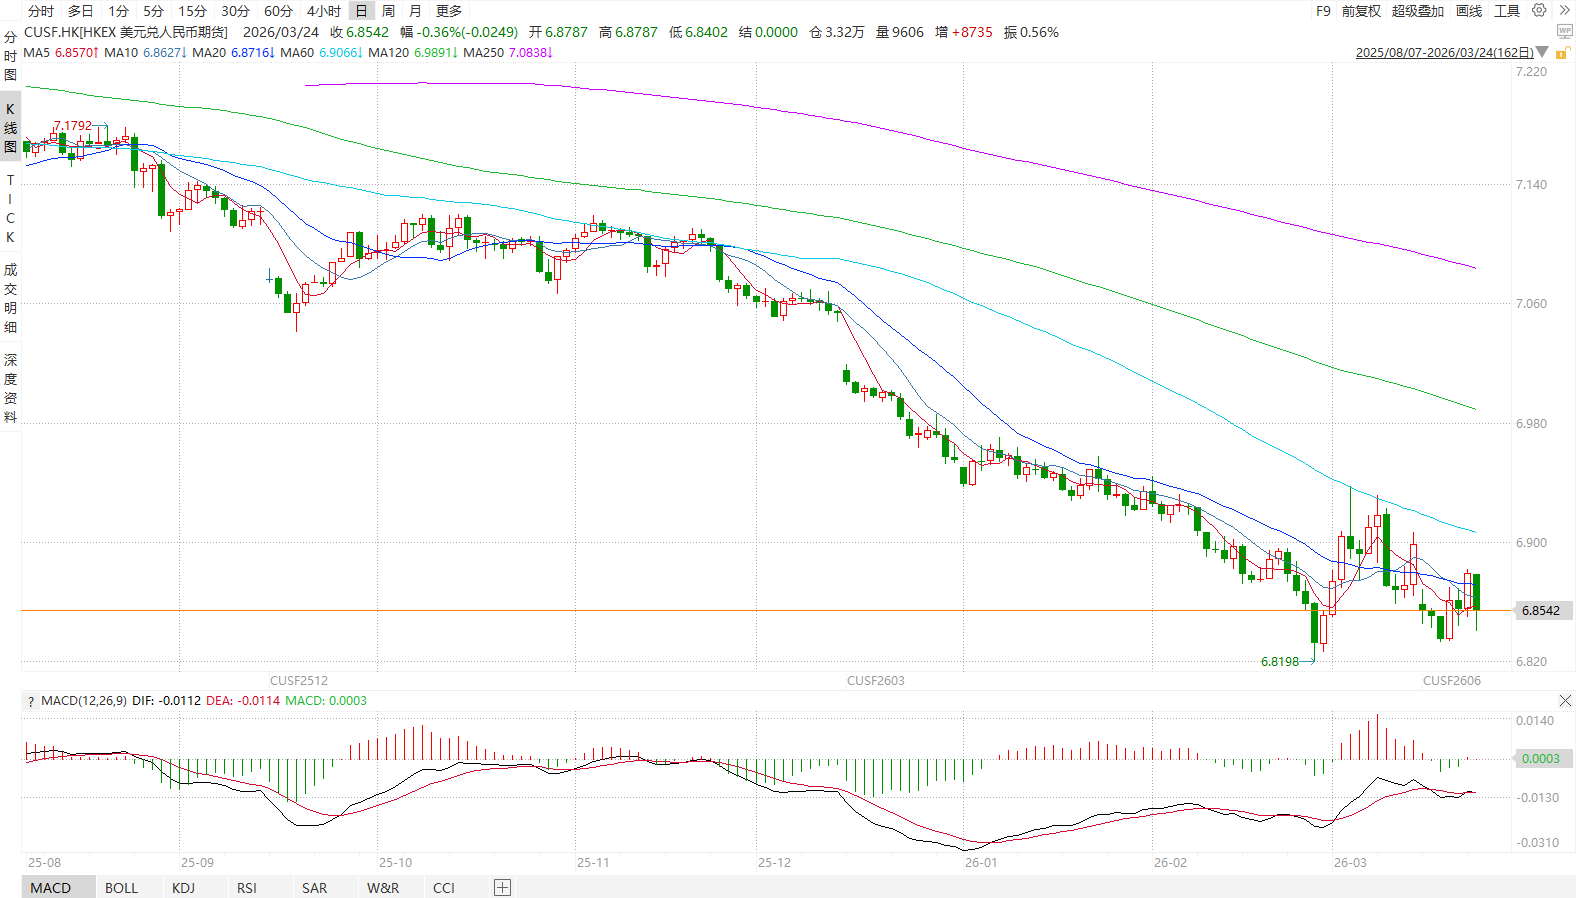 分时 多日 1分 5分 15分 30分 60分 4小时 日 周 月 更多 F9 前复权 超级叠加 画线 工具
CUSF.HK[HKEX 美元兑人民币期货] 2026/03/24 收 6.8542 幅 -0.36%(-0.0249) 开 6.8787 高 6.8787 低 6.8402 结 0.0000 仓 3.32万 量 9606 增 +8735 振 0.56%
WP
MA5 6.8570↑ MA10 6.8627↓ MA20 6.8716↓ MA60 6.9066↓ MA120 6.9891↓ MA250 7.0838↓ 2025/08/07-2026/03/24(162日)
分时图
K线图
TICK
成交明细
深度资料
7.220
7.1792
7.140
7.060
6.980
6.900
6.8542
6.820
6.8198
CUSF2512 CUSF2603 CUSF2606
? MACD(12,26,9) DIF: -0.0112 DEA: -0.0114 MACD: 0.0003
0.0140
0.0003
-0.0130
-0.0310
25-08 25-09 25-10 25-11 25-12 26-01 26-02 26-03
MACD BOLL KDJ RSI SAR W&R CCI